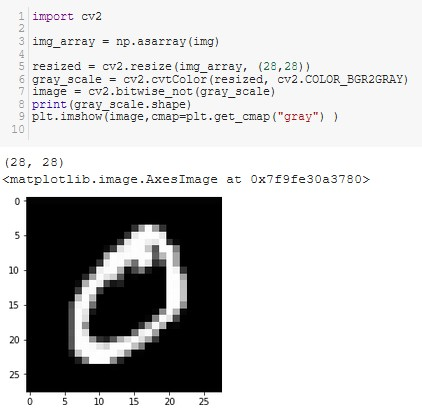 1 import cv2
2
3 img_array = np.asarray(img)
4
5 resized = cv2.resize(img_array, (28,28))
6 gray_scale = cv2.cvtColor(resized, cv2.COLOR_BGR2GRAY)
7 image = cv2.bitwise_not(gray_scale)
8 print(gray_scale.shape)
9 plt.imshow(image,cmap=plt.get_cmap("gray") )
10
(28, 28)
<matplotlib.image.AxesImage at 0x7f9fe30a3780>
0
5
10
15
20
25
0 5 10 15 20 25